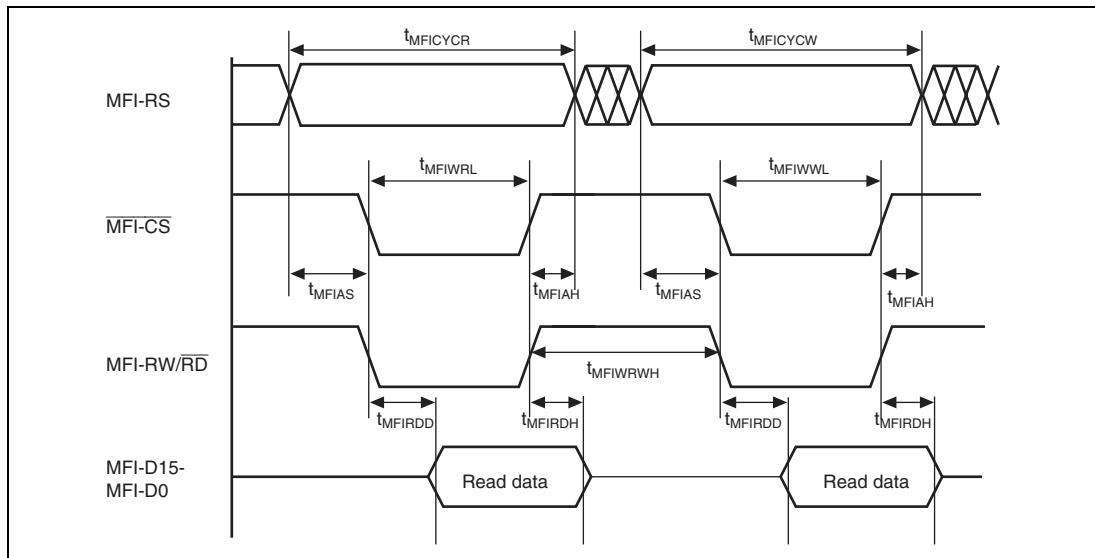 tMFICYCR tMFICYCW
MFI-RS
tMFIWRL tMFIWWL
MFI-CS
tMFIAS tMFIAH tMFIAS tMFIAH
MFI-RW/RD
tMFIWRWH
tMFIRDD tMFIRDH tMFIRDD tMFIRDH
MFI-D15-
MFI-D0
Read data Read data